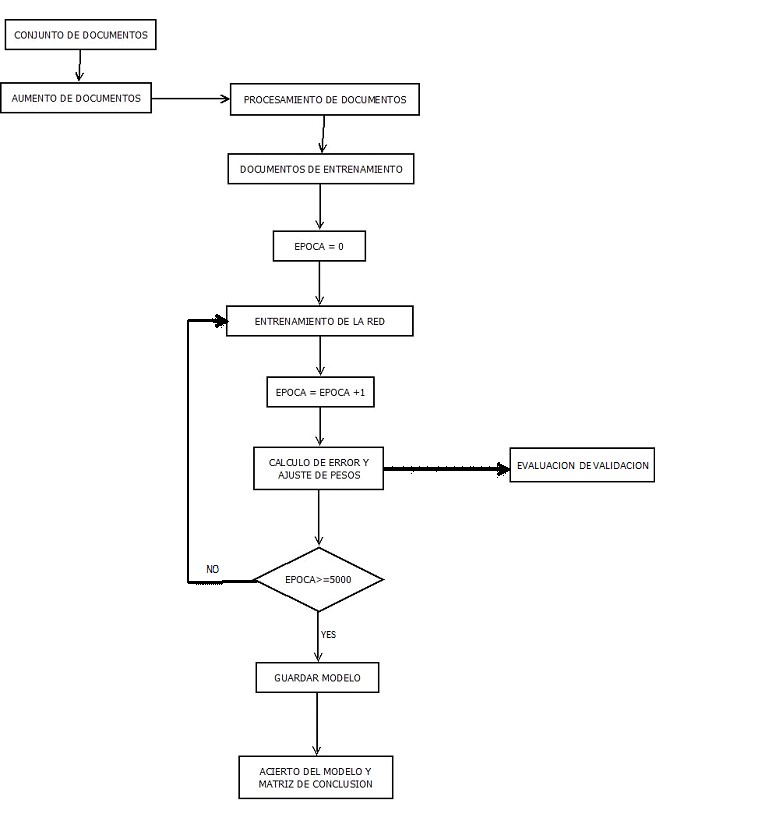 CONJUNTO DE DOCUMENTOS
AUMENTO DE DOCUMENTOS
PROCESAMIENTO DE DOCUMENTOS
DOCUMENTOS DE ENTRENAMIENTO
EPOCA = 0
ENTRENAMIENTO DE LA RED
EPOCA = EPOCA +1
CALCULO DE ERROR Y
AJUSTE DE PESOS
EVALUACION DE VALIDACION
EPOCA>=5000
NO
YES
GUARDAR MODELO
ACIERTO DEL MODELO Y
MATRIZ DE CONCLUSION